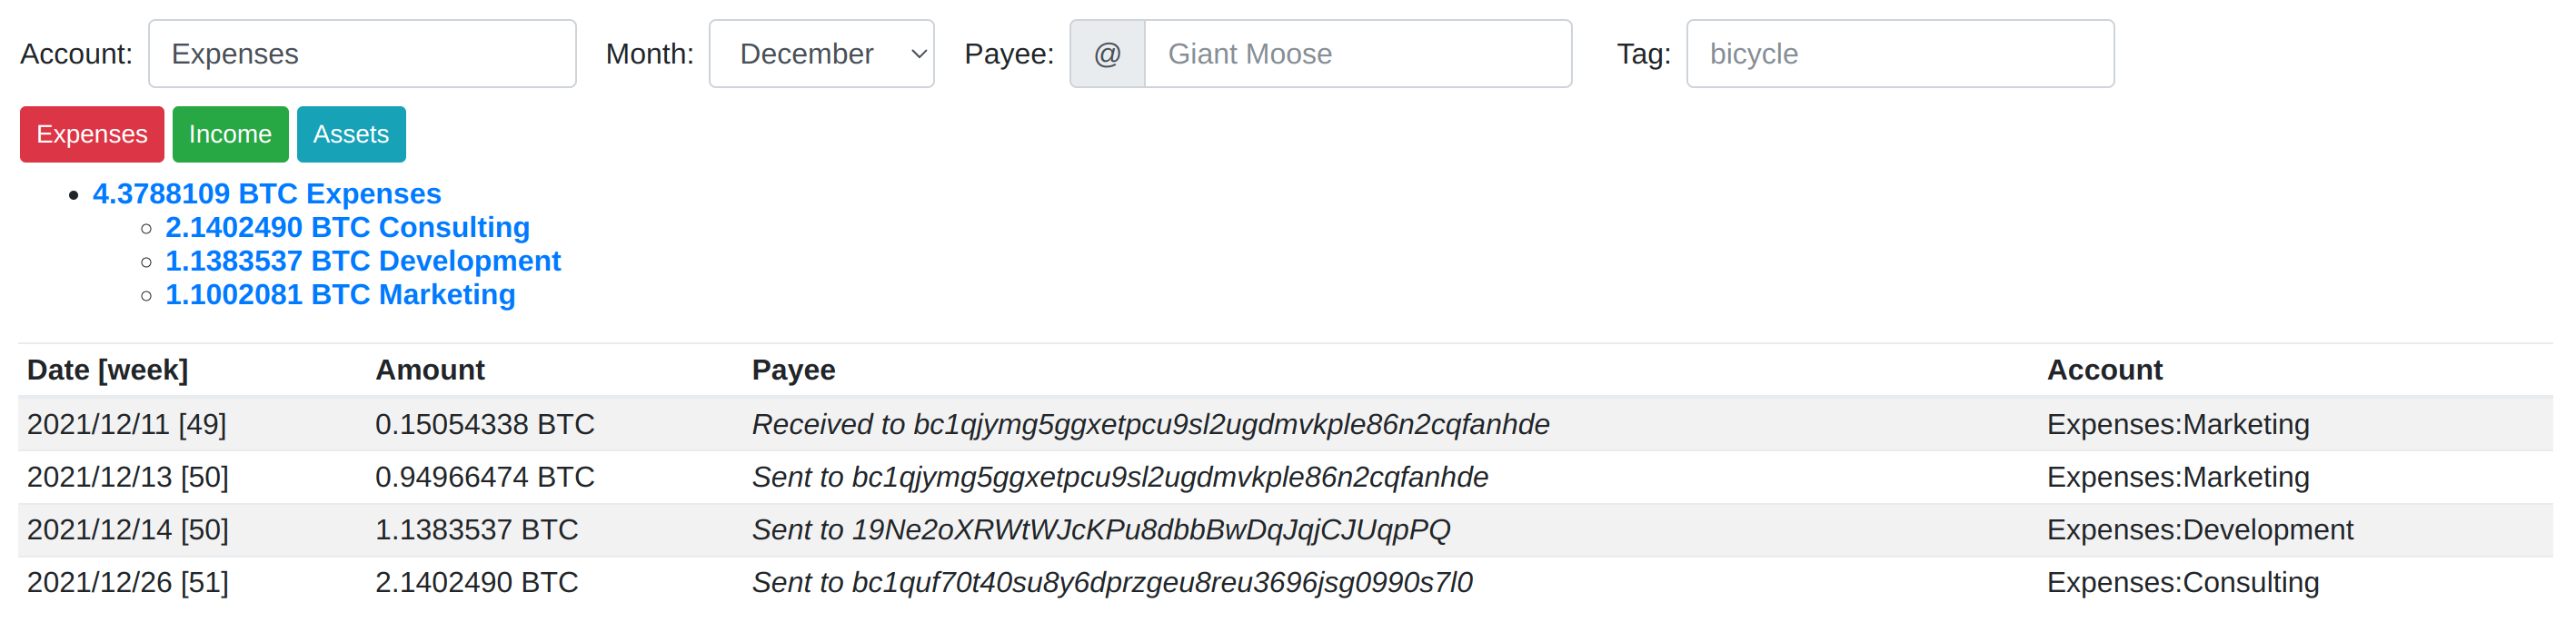 Account: Expenses Month: December Payee: @ Giant Moose Tag: bicycle
Expenses Income Assets
4.3788109 BTC Expenses
2.1402490 BTC Consulting
1.1383537 BTC Development
1.1002081 BTC Marketing
Date [week] Amount Payee Account
2021/12/11 [49] 0.15054338 BTC Received to bc1qjymg5ggxetpcu9sl2ugdmvkple86n2cqfanhde Expenses:Marketing
2021/12/13 [50] 0.94966474 BTC Sent to bc1qjymg5ggxetpcu9sl2ugdmvkple86n2cqfanhde Expenses:Marketing
2021/12/14 [50] 1.1383537 BTC Sent to 19Ne2oXRWtWJcKPu8dbbBwDqJqjCJUqpPQ Expenses:Development
2021/12/26 [51] 2.1402490 BTC Sent to bc1quf70t40su8y6dprzgeu8reu3696jsg0990s7l0 Expenses:Consulting